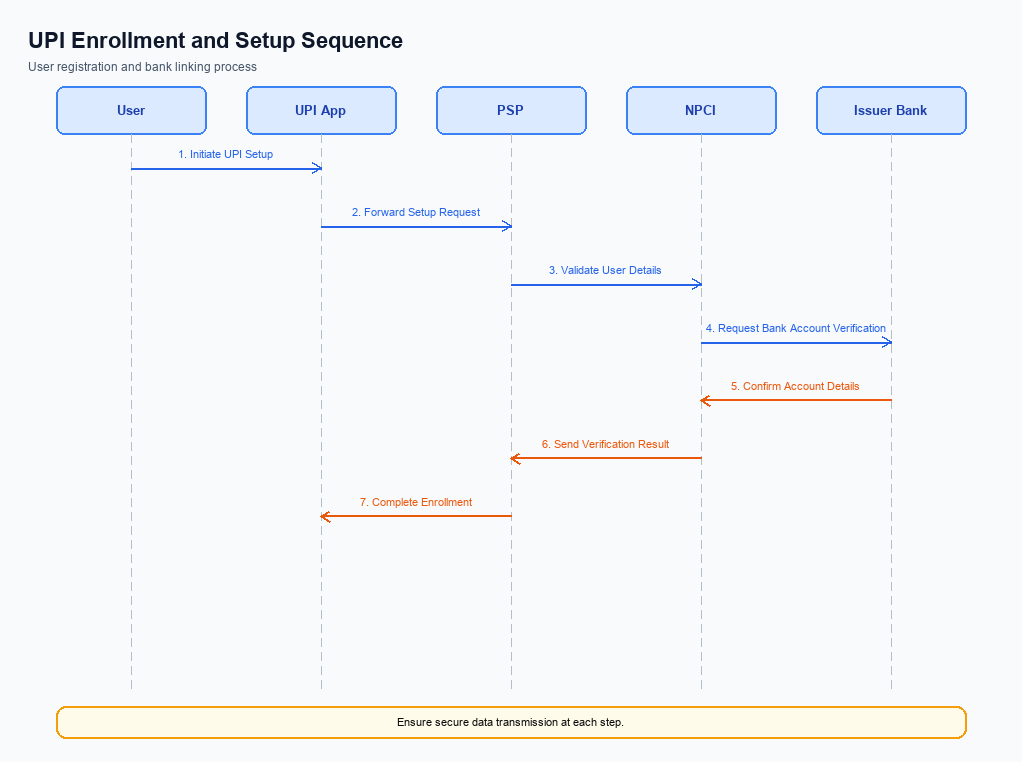 UPI Enrollment and Setup Sequence
User registration and bank linking process
User
UPI App
PSP
NPCI
Issuer Bank
1. Initiate UPI Setup
2. Forward Setup Request
3. Validate User Details
4. Request Bank Account Verification
5. Confirm Account Details
6. Send Verification Result
7. Complete Enrollment
Ensure secure data transmission at each step.